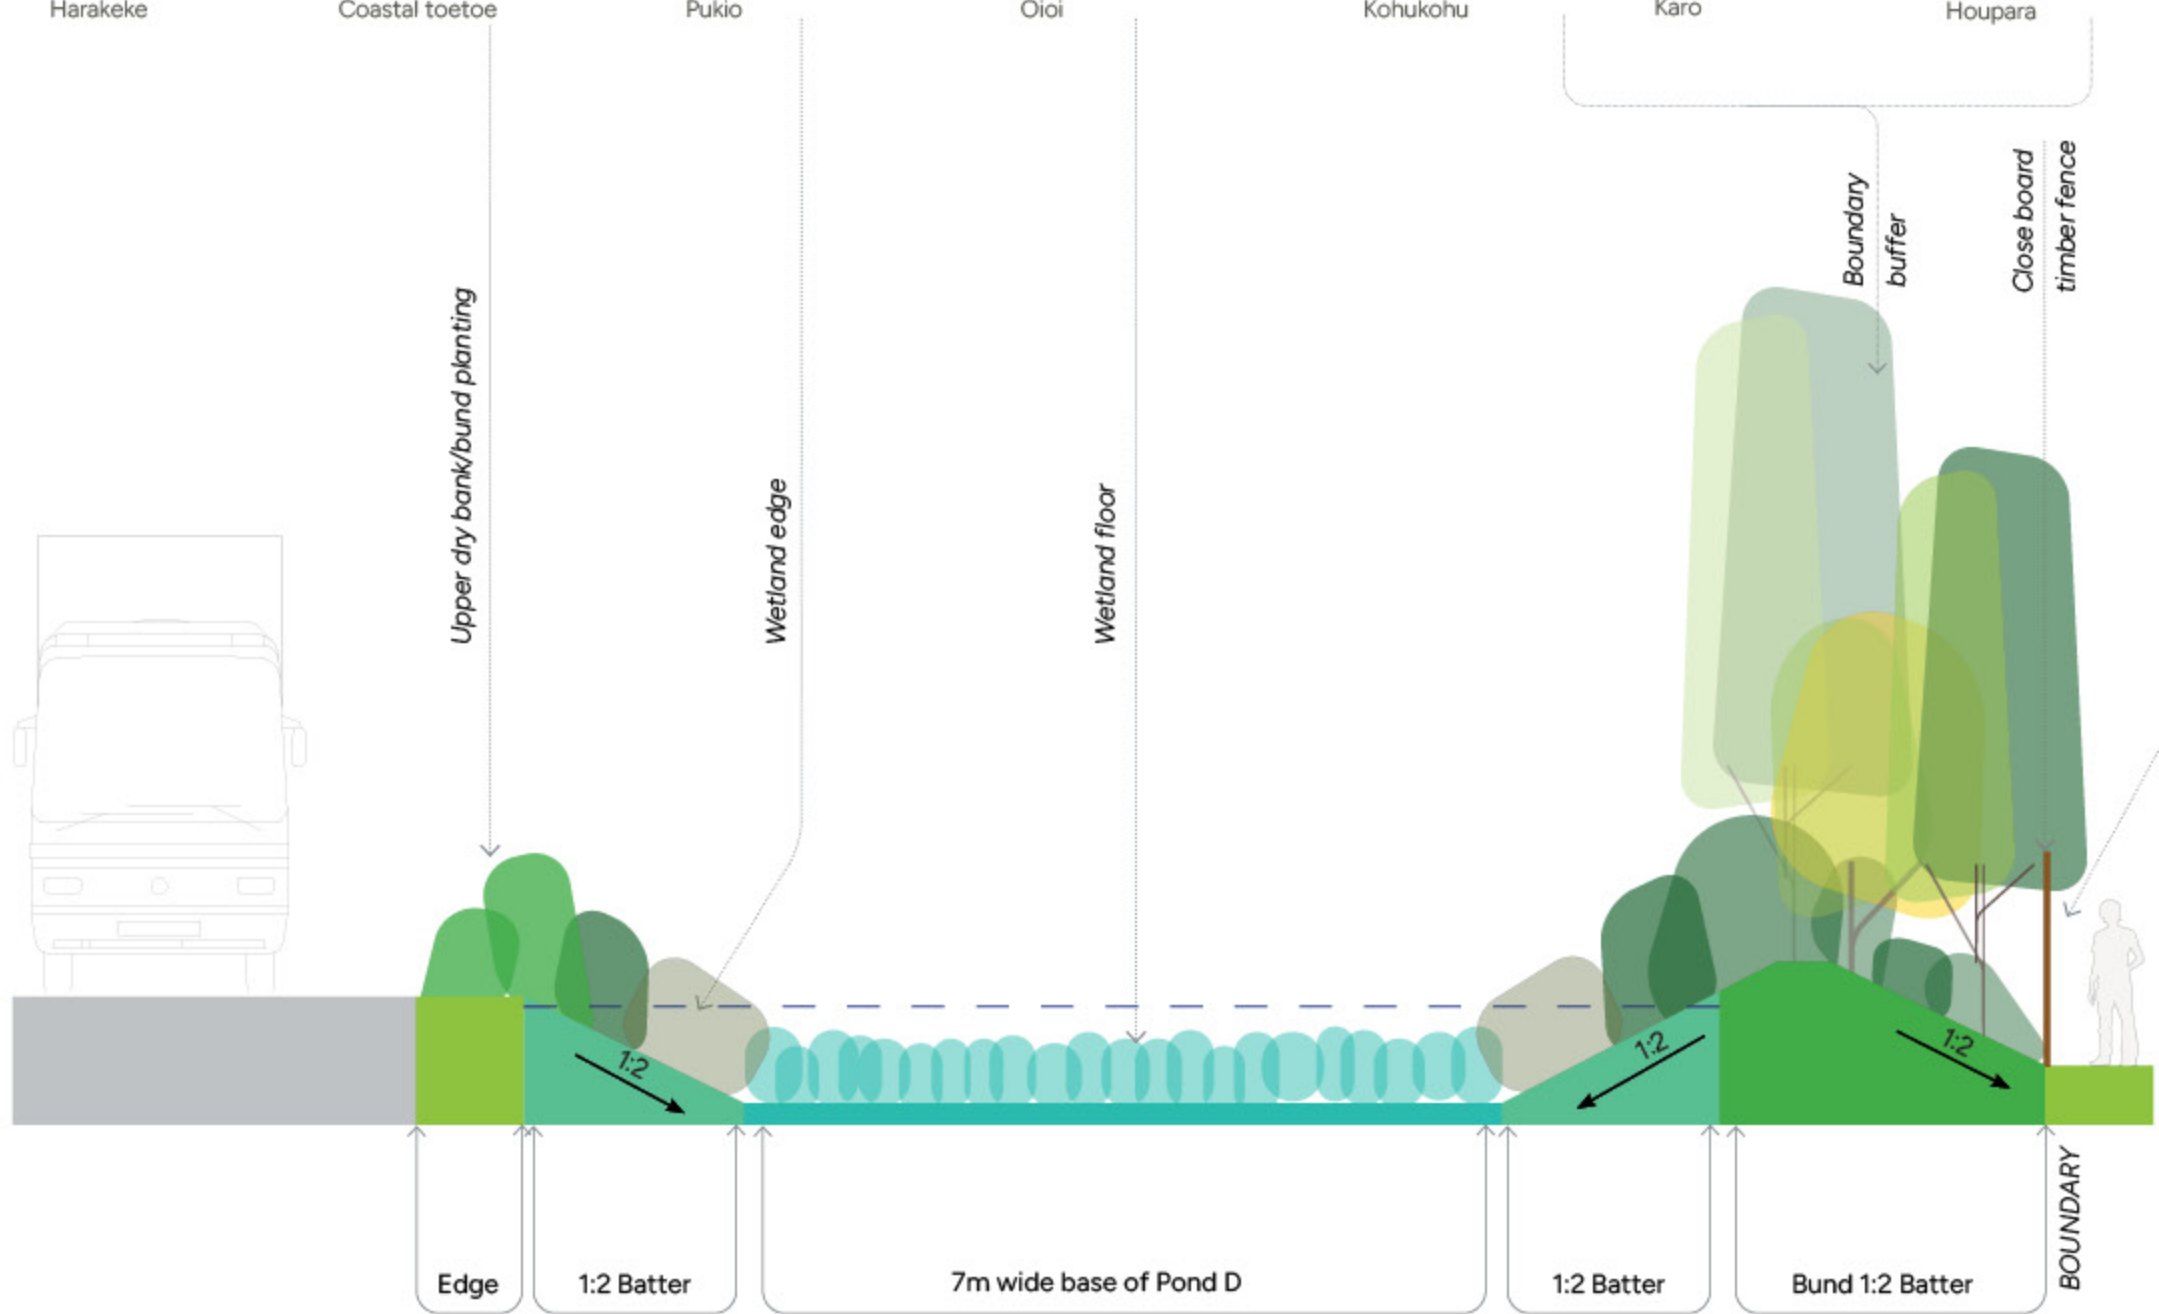 Harakeke
Coastal toetoe
Pukio
Oioi
Kohukohu
Karo
Houpara
Upper dry bank/bund planting
Wetland edge
Wetland floor
Boundary
buffer
Close board
timber fence
1:2
1:2
1:2
Edge
1:2 Batter
7m wide base of Pond D
1:2 Batter
Bund 1:2 Batter
BOUNDARY